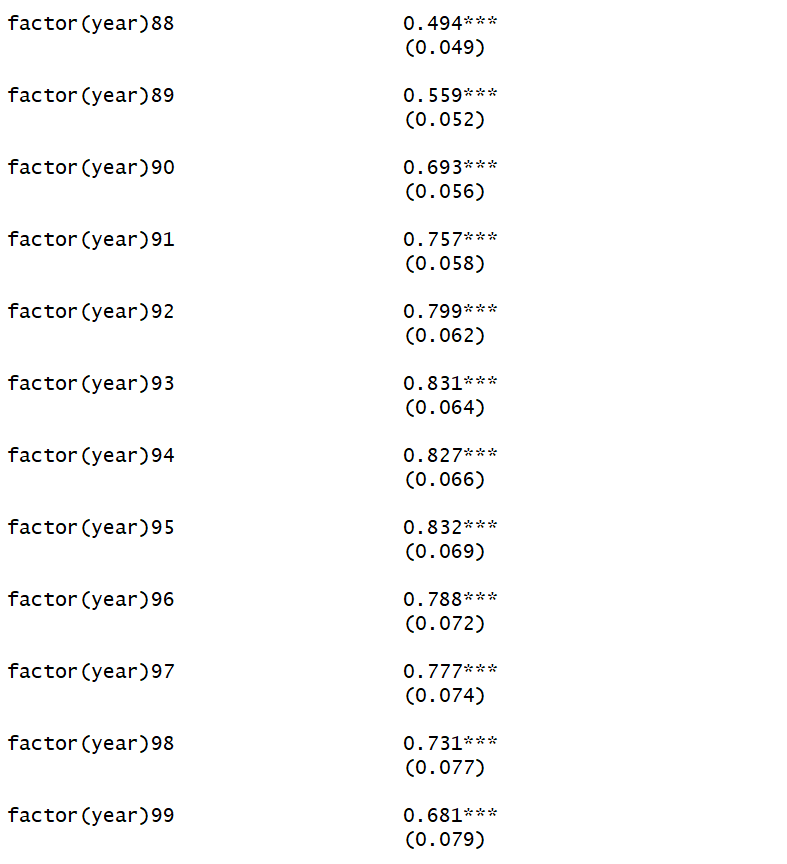 factor(year)88 0.494***
(0.049)
factor(year)89 0.559***
(0.052)
factor(year)90 0.693***
(0.056)
factor(year)91 0.757***
(0.058)
factor(year)92 0.799***
(0.062)
factor(year)93 0.831***
(0.064)
factor(year)94 0.827***
(0.066)
factor(year)95 0.832***
(0.069)
factor(year)96 0.788***
(0.072)
factor(year)97 0.777***
(0.074)
factor(year)98 0.731***
(0.077)
factor(year)99 0.681***
(0.079)